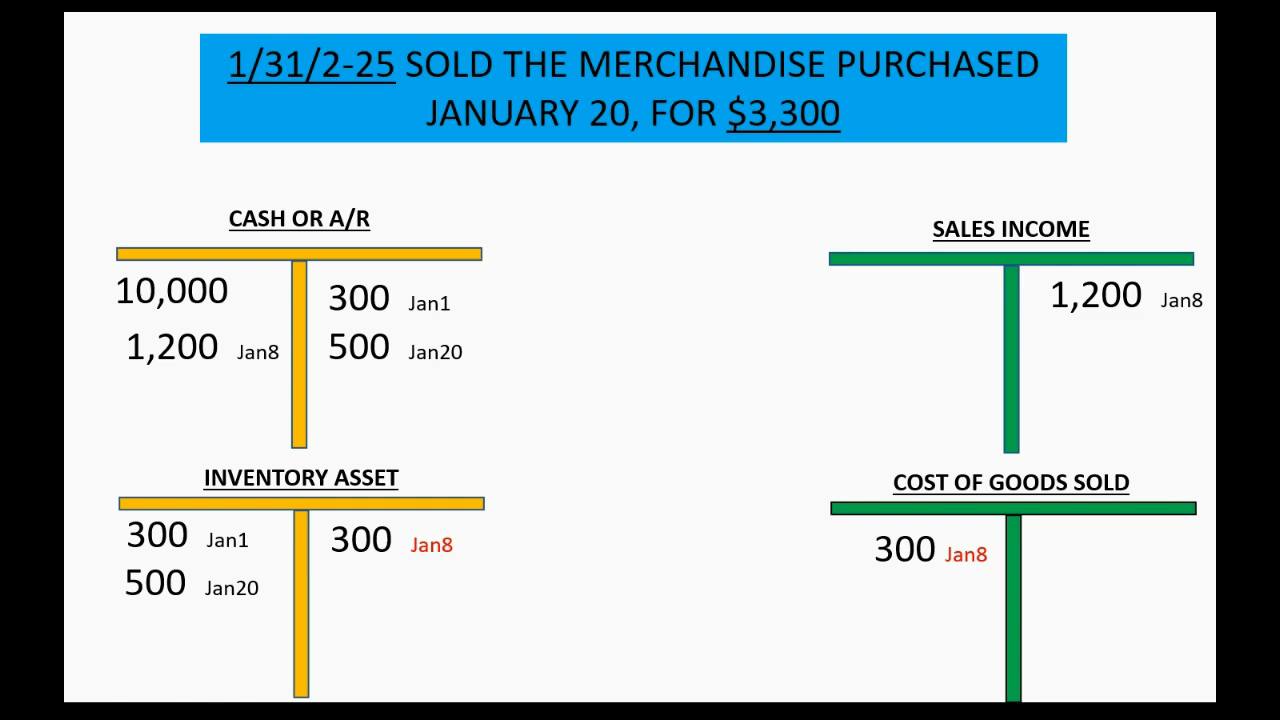 1/31/2-25 SOLD THE MERCHANDISE PURCHASED
JANUARY 20, FOR $3,300
CASH OR A/R
10,000
300 Jan1
1,200 Jan8
500 Jan20
SALES INCOME
1,200 Jan8
INVENTORY ASSET
300 Jan1
300 Jan8
500 Jan20
COST OF GOODS SOLD
300 Jan8